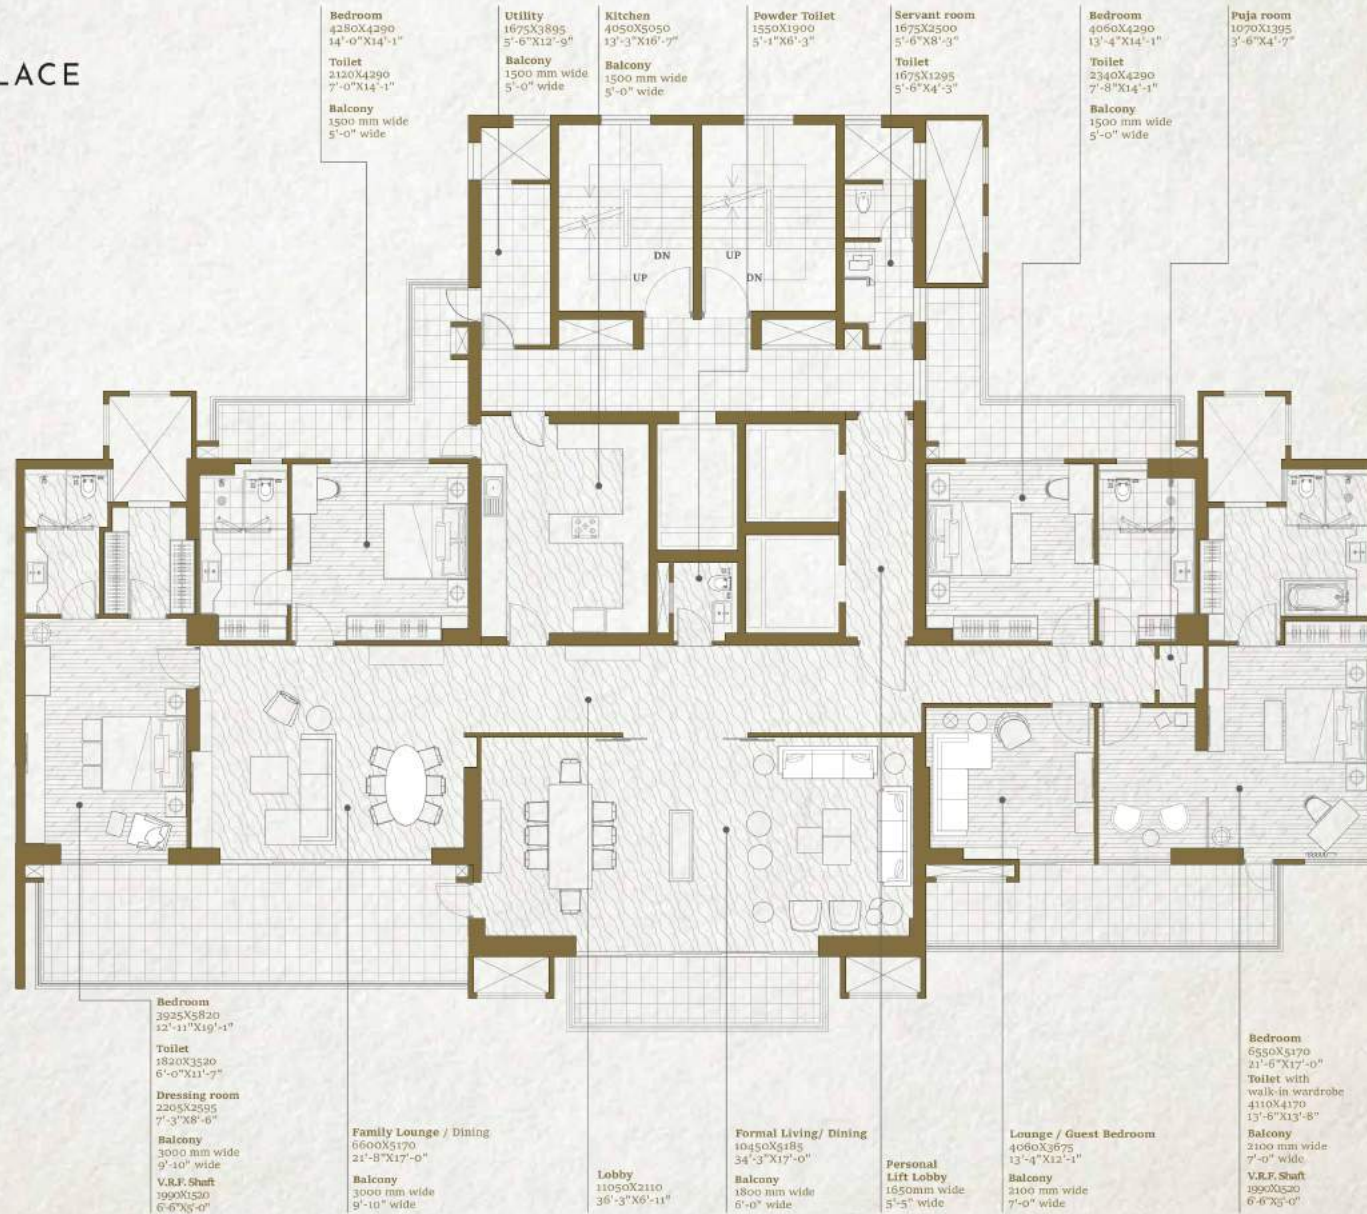 LACE
Bedroom
4280X4290
14'-0"X14'-1"
Toilet
2120X4290
7'-0"X14'-1"
Balcony
1500 mm wide
5'-0" wide
Utility
1675X3895
5'-6"X12'-9"
Balcony
1500 mm wide
5'-0" wide
Kitchen
4050X5050
13'-3"X16'-7"
Balcony
1500 mm wide
5'-0" wide
Powder Toilet
1550X1900
5'-1"X6'-3"
Servant room
1675X2500
5'-6"X8'-3"
Toilet
1675X1295
5'-6"X4'-3"
Bedroom
4060X4290
13'-4"X14'-1"
Toilet
2340X4290
7'-8"X14'-1"
Balcony
1500 mm wide
5'-0" wide
Puja room
1070X1395
3'-6"X4'-7"
DN
UP
UP
DN
Bedroom
3925X5820
12'-11"X19'-1"
Toilet
1820X3520
6'-0"X11'-7"
Dressing room
2205X2595
7'-3"X8'-6"
Balcony
3000 mm wide
9'-10" wide
V.R.F. Shaft
1990X1520
6'-6"X5'-0"
Family Lounge / Dining
6600X5170
21'-8"X17'-0"
Balcony
3000 mm wide
9'-10" wide
Lobby
11050X2110
36'-3"X6'-11"
Formal Living/ Dining
10450X5185
34'-3"X17'-0"
Balcony
1800 mm wide
6'-0" wide
Personal
Lift Lobby
1650mm wide
5'-5" wide
Lounge / Guest Bedroom
4060X3675
13'-4"X12'-1"
Balcony
2100 mm wide
7'-0" wide
Bedroom
6550X5170
21'-6"X17'-0"
Toilet with
walk-in wardrobe
4110X4170
13'-6"X13'-8"
Balcony
2100 mm wide
7'-0" wide
V.R.F. Shaft
1990X1520
6'-6"X5'-0"